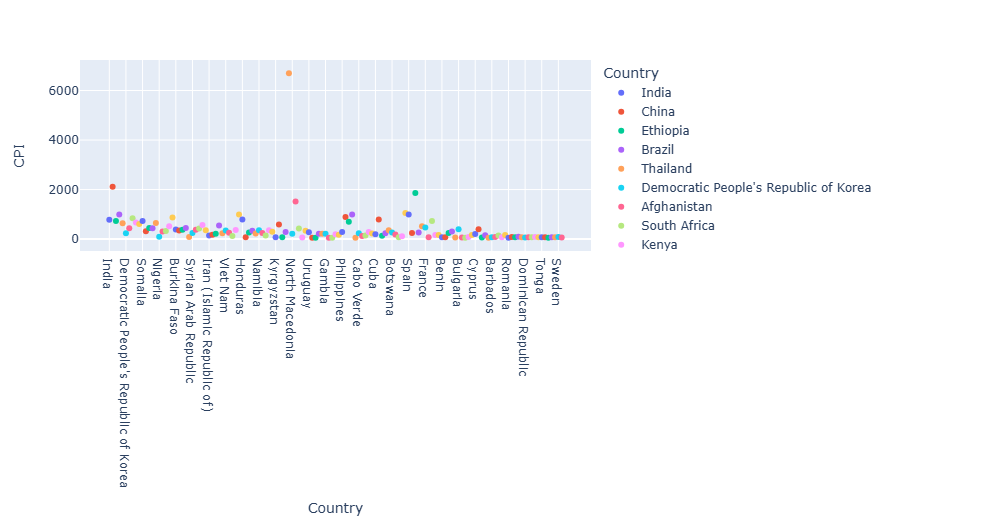 6000
4000
2000
0
CPI
India
Democratic People's Republic of Korea
Somalia
Nigeria
Burkina Faso
Syrian Arab Republic
Iran (Islamic Republic of)
Viet Nam
Honduras
Namibia
Kyrgyzstan
North Macedonia
Uruguay
Gambia
Philippines
Cabo Verde
Cuba
Botswana
Spain
France
Benin
Bulgaria
Cyprus
Barbados
Romania
Dominican Republic
Tonga
Sweden
Country
Country
India
China
Ethiopia
Brazil
Thailand
Democratic People's Republic of Korea
Afghanistan
South Africa
Kenya